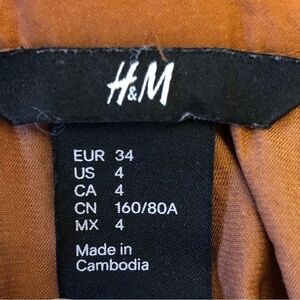 H&M
EUR 34
US 4
CA 4
CN 160/80A
MX 4
Made in
Cambodia